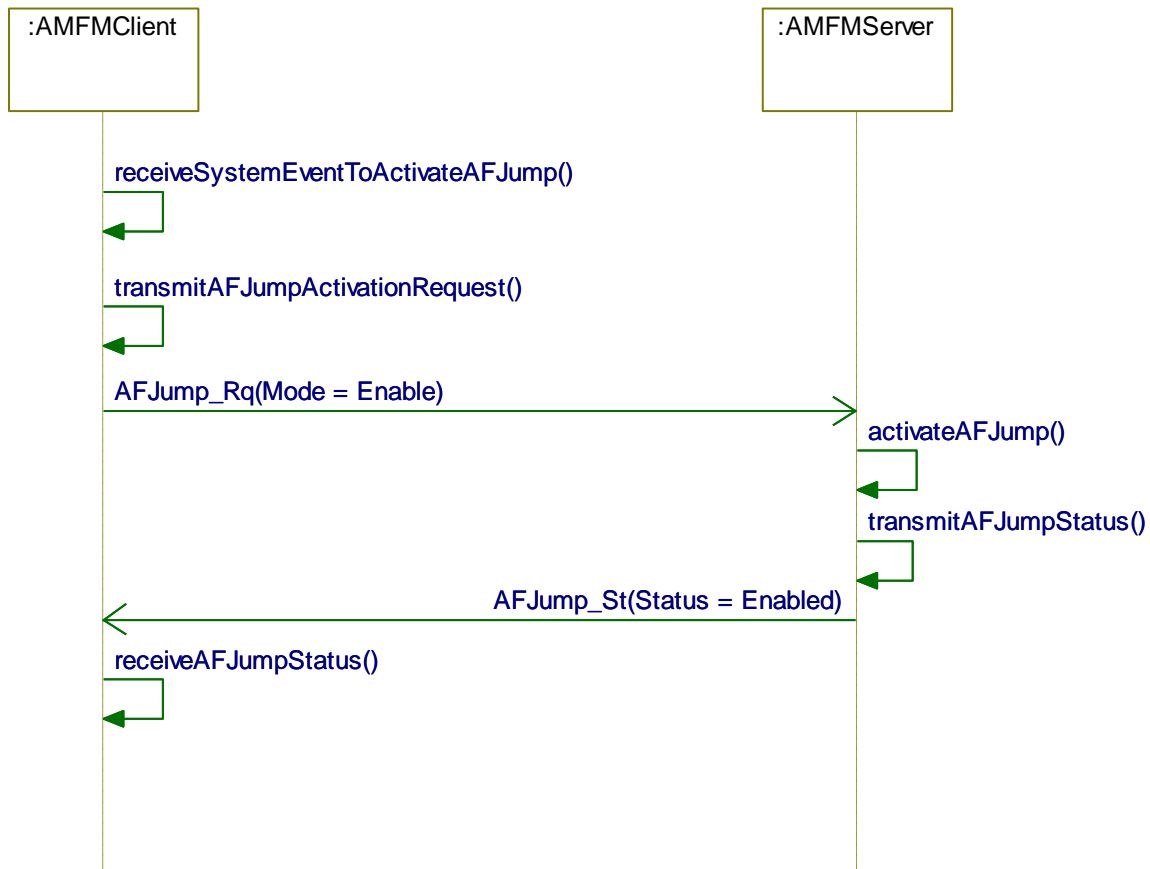 :AMFMClient
:AMFMServer
receiveSystemEventToActivateAFJump()
transmitAFJumpActivationRequest()
AFJump_Rq(Mode = Enable)
activateAFJump()
transmitAFJumpStatus()
AFJump_St(Status = Enabled)
receiveAFJumpStatus()